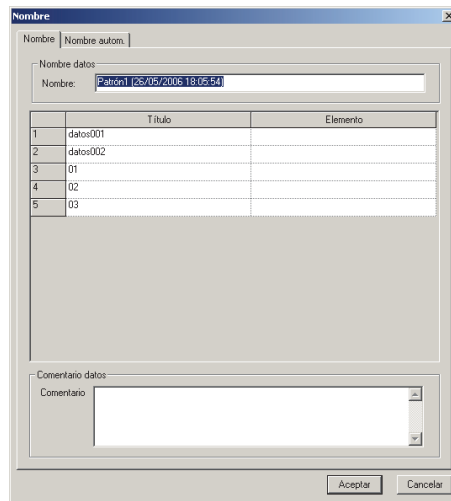 Nombre
Nombre Nombre autom.
Nombre datos
Nombre: Patrón1 (26/05/2006 18:05:54)
Título Elemento
1 datos001
2 datos002
3 01
4 02
5 03
Comentario datos
Comentario
Aceptar Cancelar